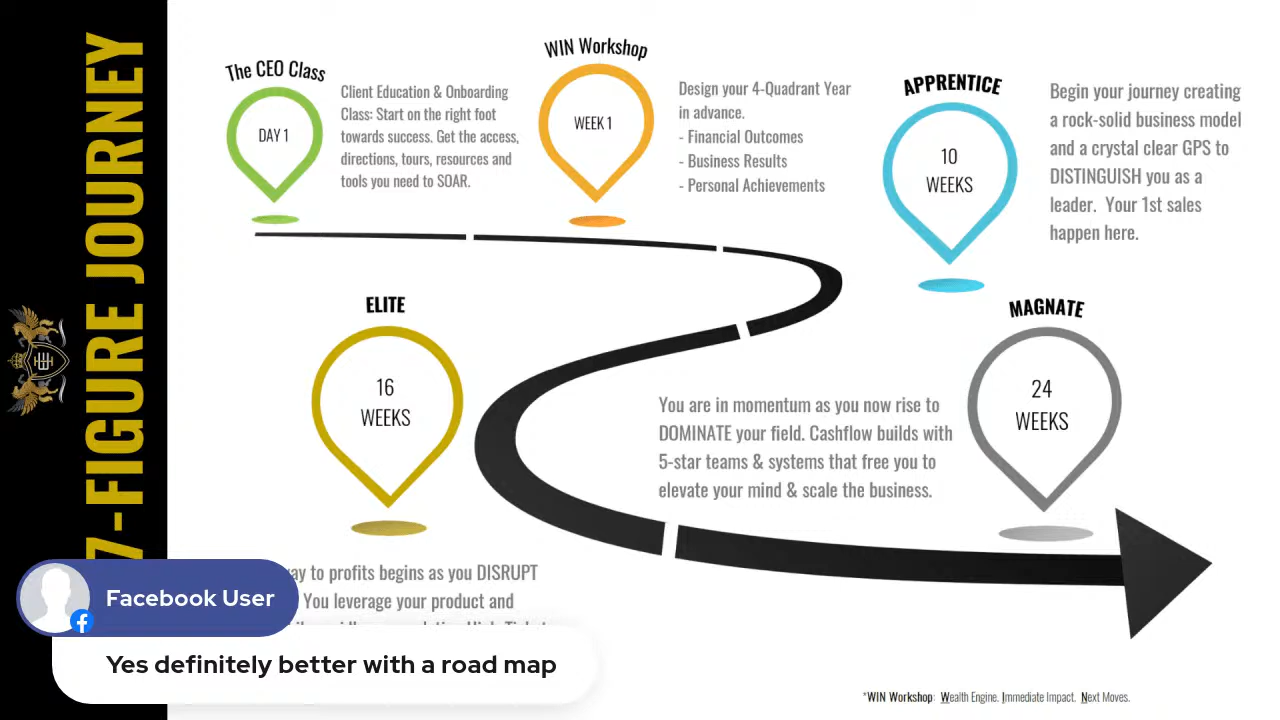 7-FIGURE JOURNEY
The CEO Class
DAY 1
Client Education & Onboarding
Class: Start on the right foot
towards success. Get the access,
directions, tours, resources and
tools you need to SOAR.
WIN Workshop
WEEK 1
Design your 4-Quadrant Year
in advance.
- Financial Outcomes
- Business Results
- Personal Achievements
APPRENTICE
10
WEEKS
Begin your journey creating
a rock-solid business model
and a crystal clear GPS to
DISTINGUISH you as a
leader. Your 1st sales
happen here.
ELITE
16
WEEKS
to profits begins as you DISRUPT
You leverage your product and
MAGNATE
24
WEEKS
You are in momentum as you now rise to
DOMINATE your field. Cashflow builds with
5-star teams & systems that free you to
elevate your mind & scale the business.
Facebook User
Yes definitely better with a road map
*WIN Workshop: Wealth Engine. Immediate Impact. Next Moves.